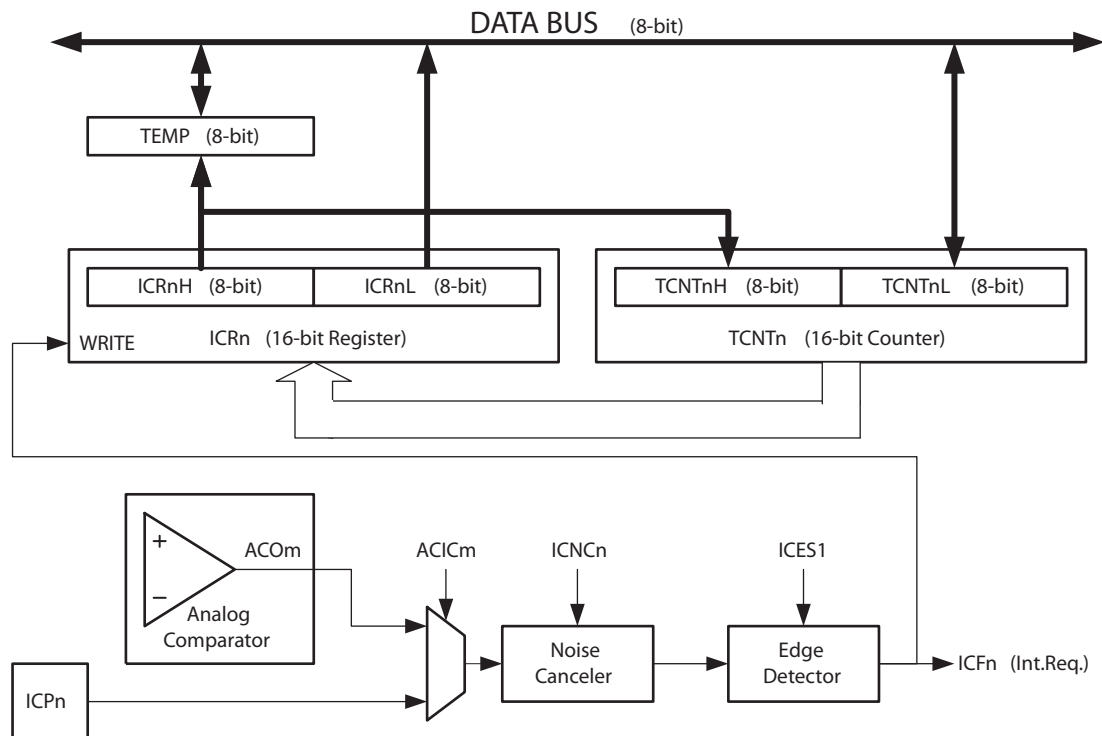 DATA BUS (8-bit)
TEMP (8-bit)
ICRnH (8-bit)
ICRnL (8-bit)
TCNTnH (8-bit)
TCNTnL (8-bit)
WRITE
ICRn (16-bit Register)
TCNTn (16-bit Counter)
+
−
ACOm
Analog
Comparator
ACICm
ICNCn
ICES1
Noise
Canceler
Edge
Detector
ICFn (Int.Req.)
ICPn